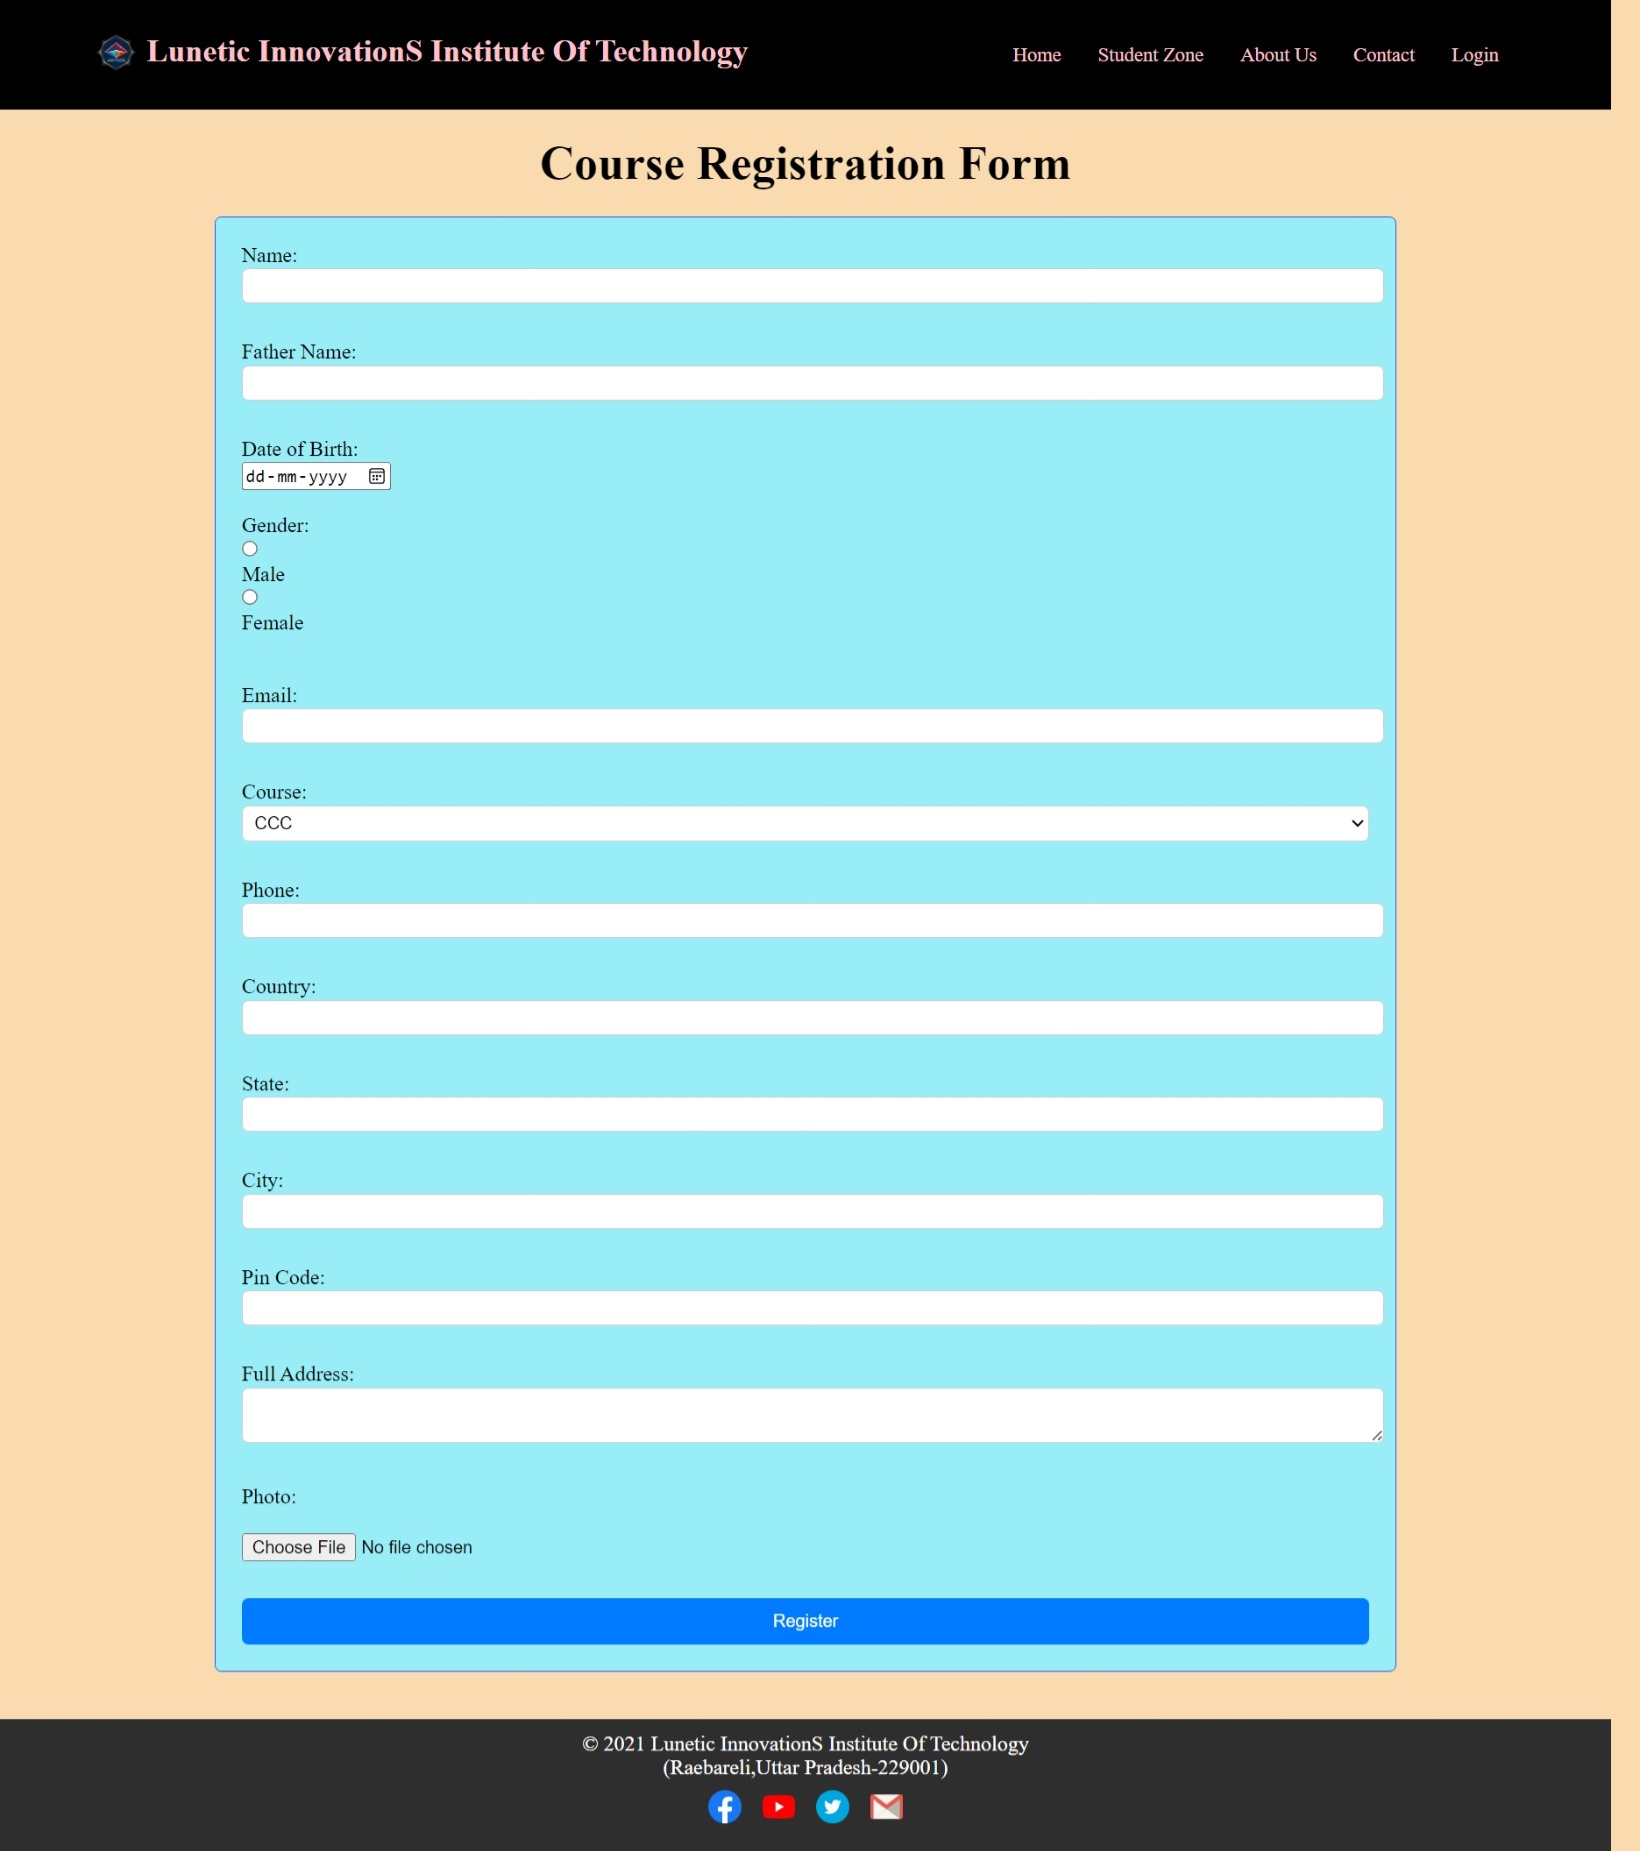 Lunetic InnovationS Institute Of Technology
Home Student Zone About Us Contact Login
Course Registration Form
Name:
Father Name:
Date of Birth:
dd-mm-yyyy
Gender:
Male
Female
Email:
Course:
CCC
Phone:
Country:
State:
City:
Pin Code:
Full Address:
Photo:
Choose File No file chosen
Register
© 2021 Lunetic InnovationS Institute Of Technology
(Raebareli,Uttar Pradesh-229001)